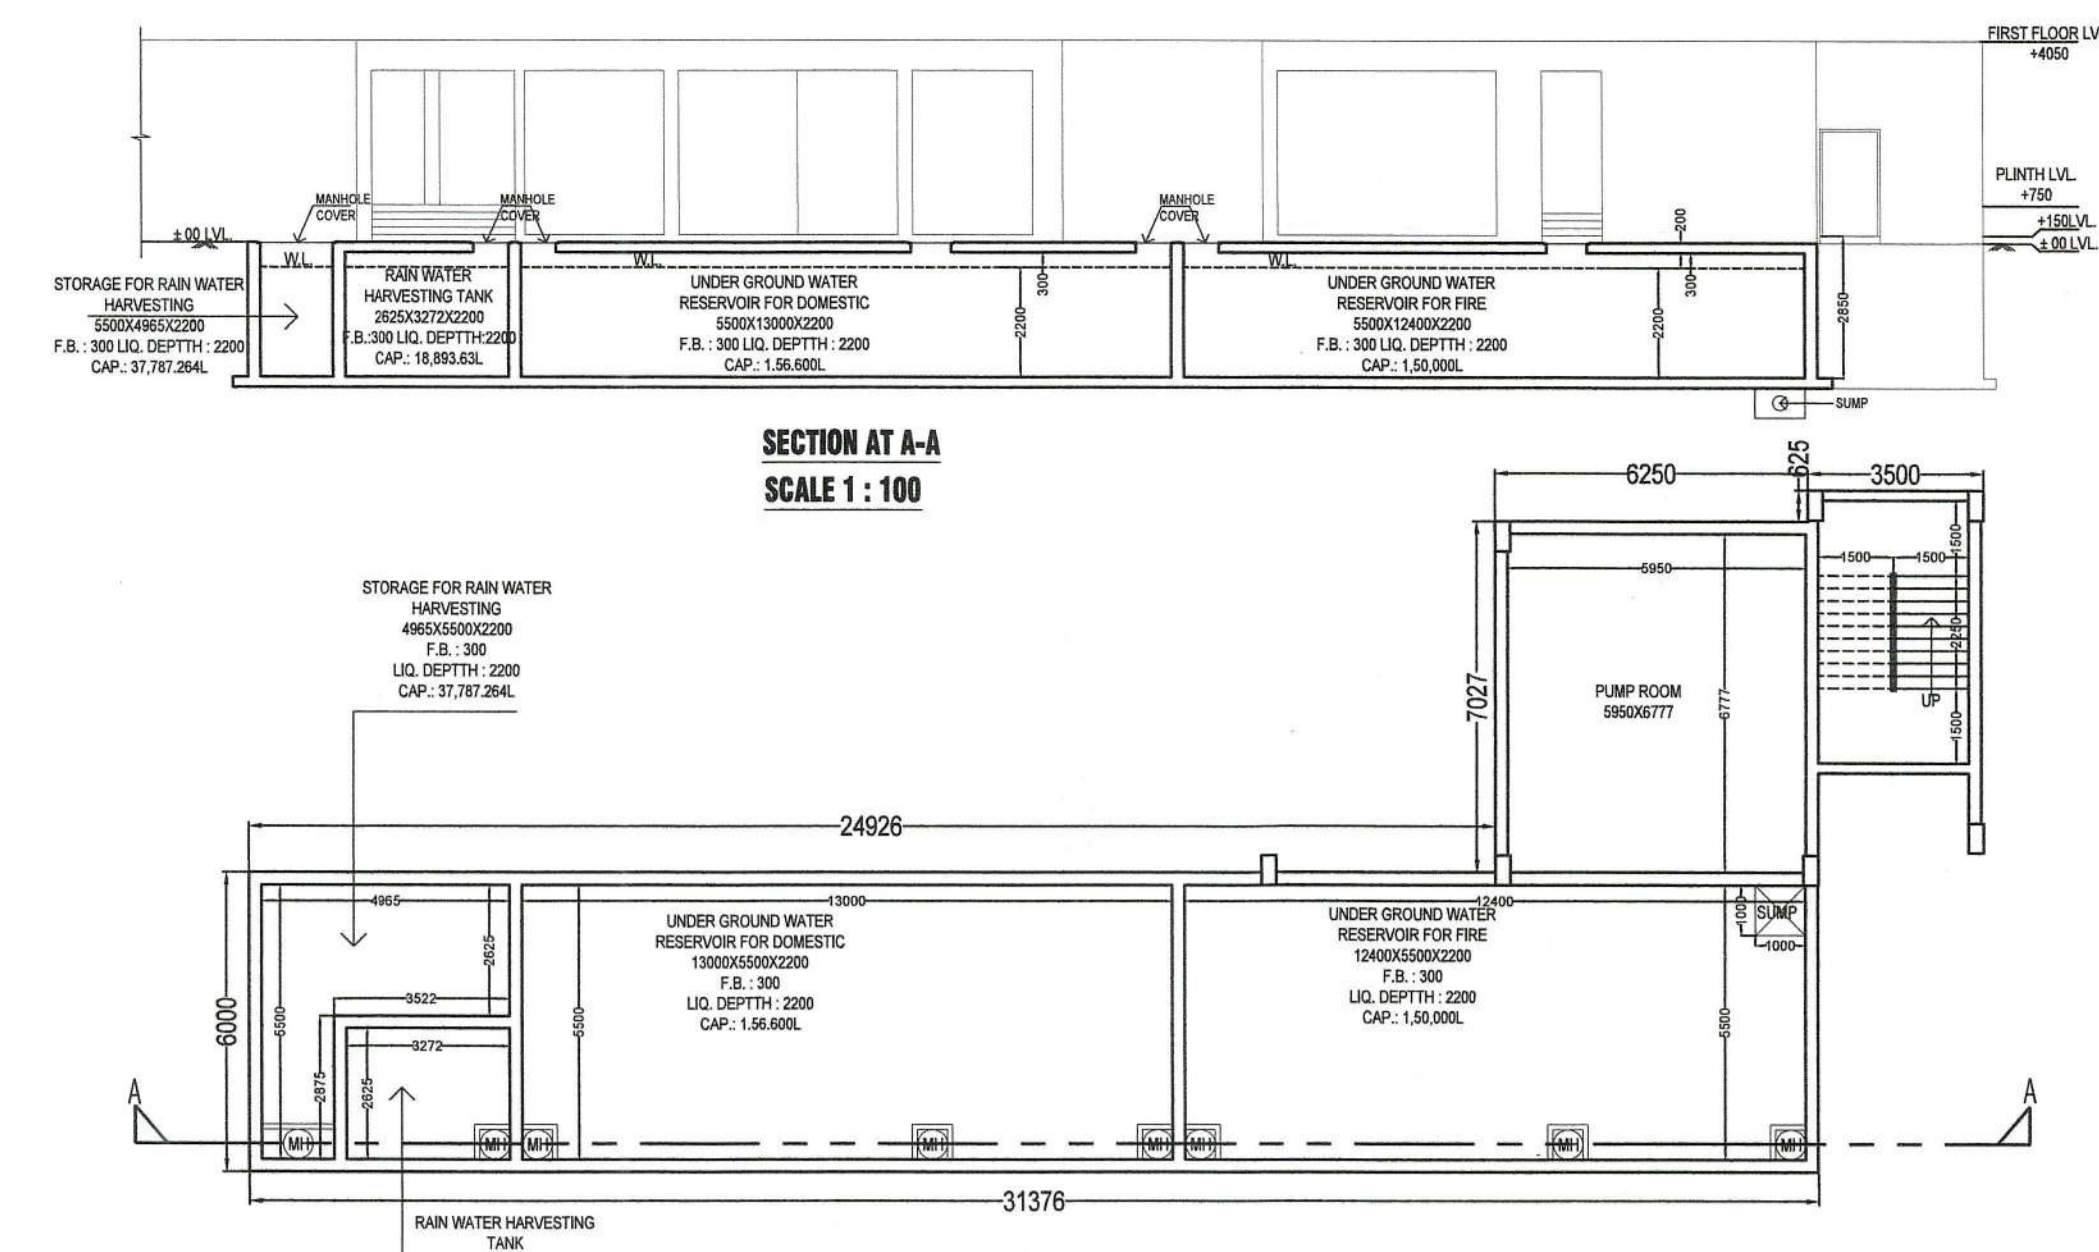 FIRST FLOOR LV
+4050
PLINTH LVL.
+750
+150LVL.
± 00 LVL.
± 00 LVL.
MANHOLE
COVER
MANHOLE
COVER
MANHOLE
COVER
200
W.L.
W.L.
W.L.
STORAGE FOR RAIN WATER
HARVESTING
5500X4965X2200
F.B. : 300 LIQ. DEPTTH : 2200
CAP.: 37,787.264L
RAIN WATER
HARVESTING TANK
2625X3272X2200
F.B.:300 LIQ. DEPTTH:2200
CAP.: 18,893.63L
UNDER GROUND WATER
RESERVOIR FOR DOMESTIC
5500X13000X2200
F.B. : 300 LIQ. DEPTTH : 2200
CAP.: 1.56.600L
300
2200
UNDER GROUND WATER
RESERVOIR FOR FIRE
5500X12400X2200
F.B. : 300 LIQ. DEPTTH : 2200
CAP.: 1,50,000L
300
2200
2850
SUMP
SECTION AT A-A
SCALE 1 : 100
6250
625
3500
1500
1500
1500
2250
1500
UP
5950
PUMP ROOM
5950X6777
6777
7027
STORAGE FOR RAIN WATER
HARVESTING
4965X5500X2200
F.B. : 300
LIQ. DEPTTH : 2200
CAP.: 37,787.264L
24926
4965
13000
12400
2625
3522
5500
3272
2875
2625
6000
5500
UNDER GROUND WATER
RESERVOIR FOR DOMESTIC
13000X5500X2200
F.B. : 300
LIQ. DEPTTH : 2200
CAP.: 1.56.600L
UNDER GROUND WATER
RESERVOIR FOR FIRE
12400X5500X2200
F.B. : 300
LIQ. DEPTTH : 2200
CAP.: 1,50,000L
1000
SUMP
1000
5500
A
A
MH
MH
MH
MH
MH
MH
MH
MH
31376
RAIN WATER HARVESTING
TANK